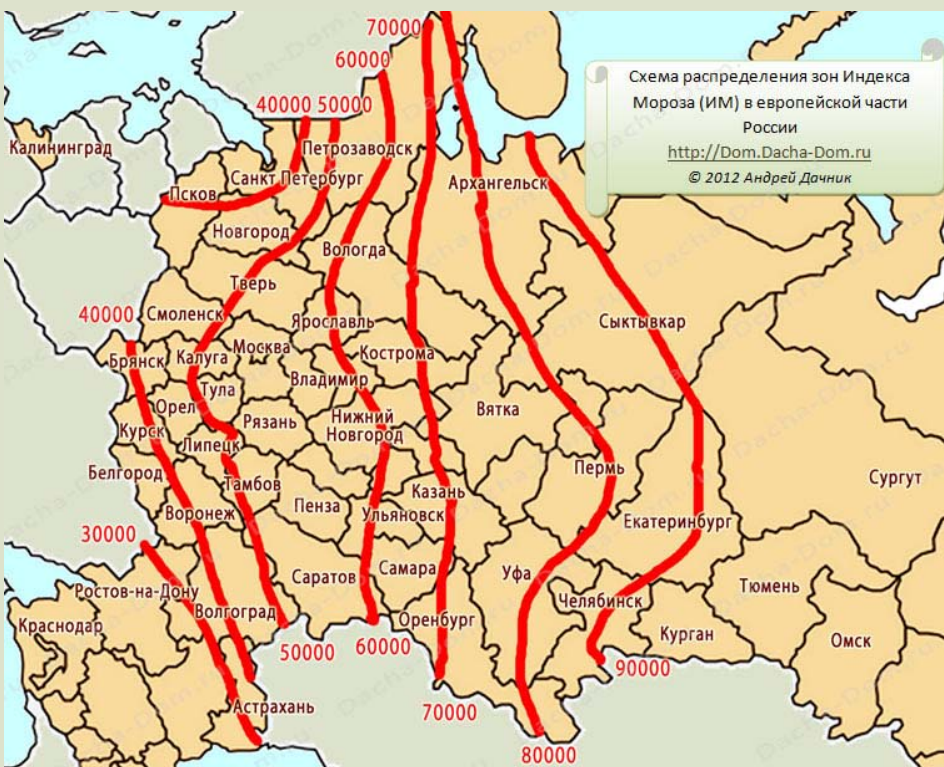 70000
60000
40000 50000
Схема распределения зон Индекса
Мороза (ИМ) в европейской части
России
http://Dom.Dacha-Dom.ru
© 2012 Андрей Дачник
Калининград
Петрозаводск
Санкт Петербург
Псков
Архангельск
Новгород
Вологда
Тверь
40000
Смоленск
Ярославль
Сыктывкар
Брянск
Калуга
Москва
Кострома
Владимир
Тула
Орел
Рязань
Нижний
Новгород
Вятка
Курск
Липецк
Белгород
Тамбов
Пермь
Сургут
Казань
Пенза
Воронеж
Ульяновск
Екатеринбург
30000
Саратов
Самара
Уфа
Ростов-на-Дону
Тюмень
Волгоград
Челябинск
Краснодар
Оренбург
Курган
Омск
50000
60000
90000
Астрахань
70000
80000